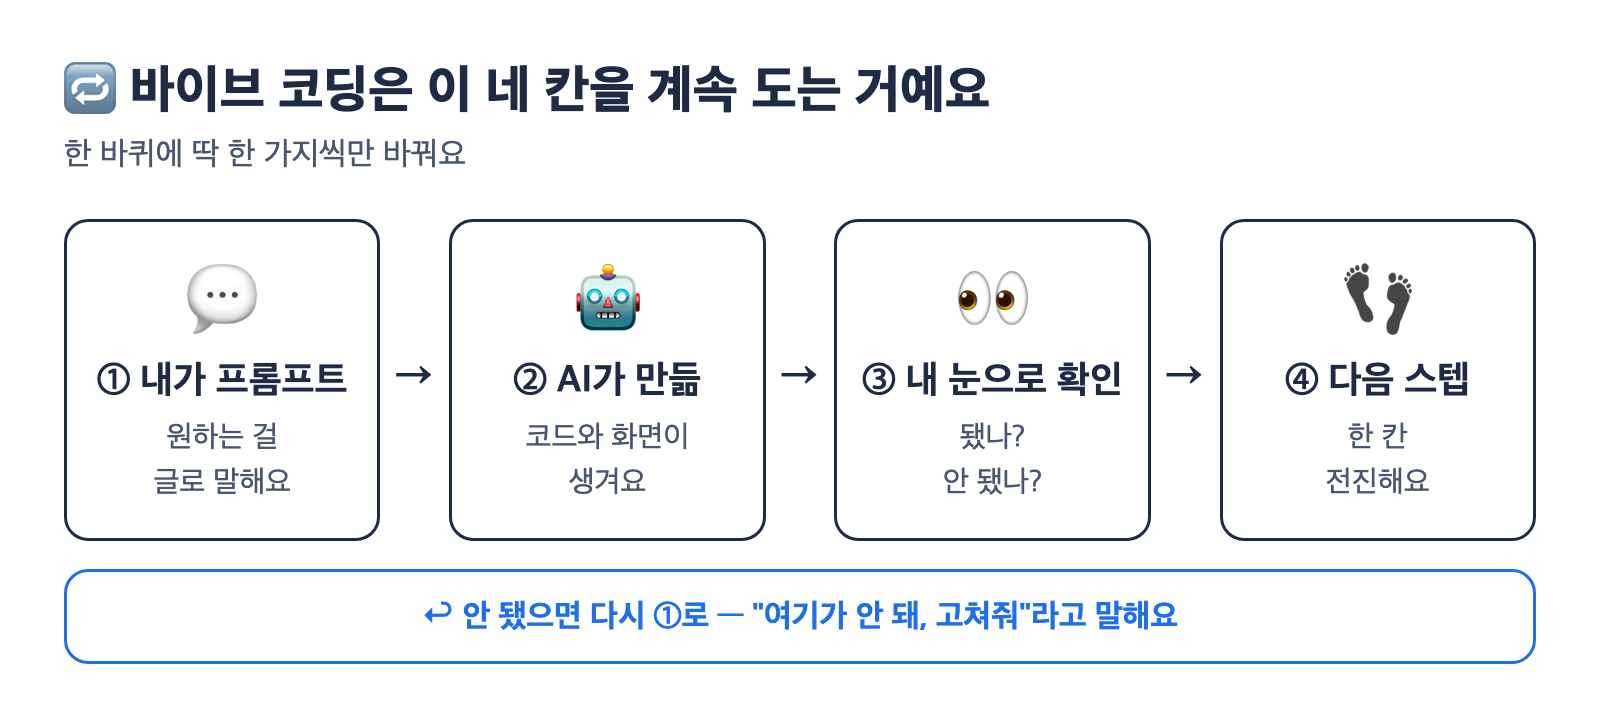 🔁 바이브 코딩은 이 네 칸을 계속 도는 거예요
한 바퀴에 딱 한 가지씩만 바꿔요
① 내가 프롬프트
원하는 걸
글로 말해요
→
② AI가 만듦
코드와 화면이
생겨요
→
③ 내 눈으로 확인
됐나?
안 됐나?
→
④ 다음 스텝
한 칸
전진해요
↩ 안 됐으면 다시 ①로 — "여기가 안 돼, 고쳐줘"라고 말해요